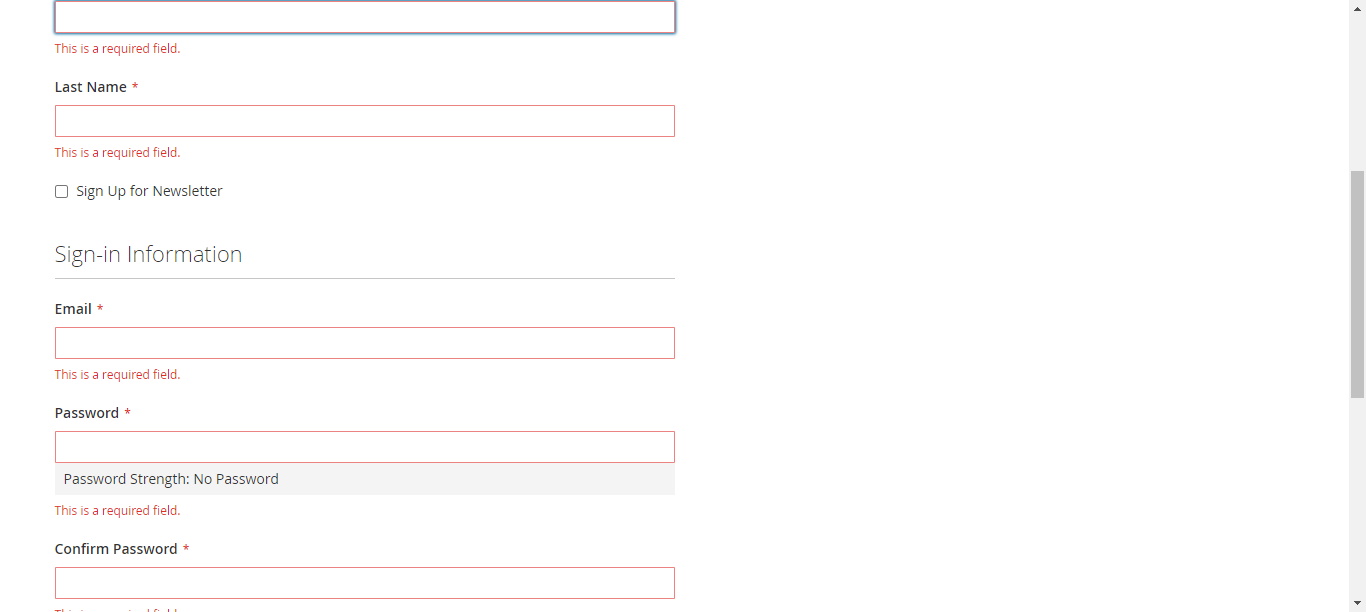 This is a required field.
Last Name *
This is a required field.
Sign Up for Newsletter
Sign-in Information
Email *
This is a required field.
Password *
Password Strength: No Password
This is a required field.
Confirm Password *